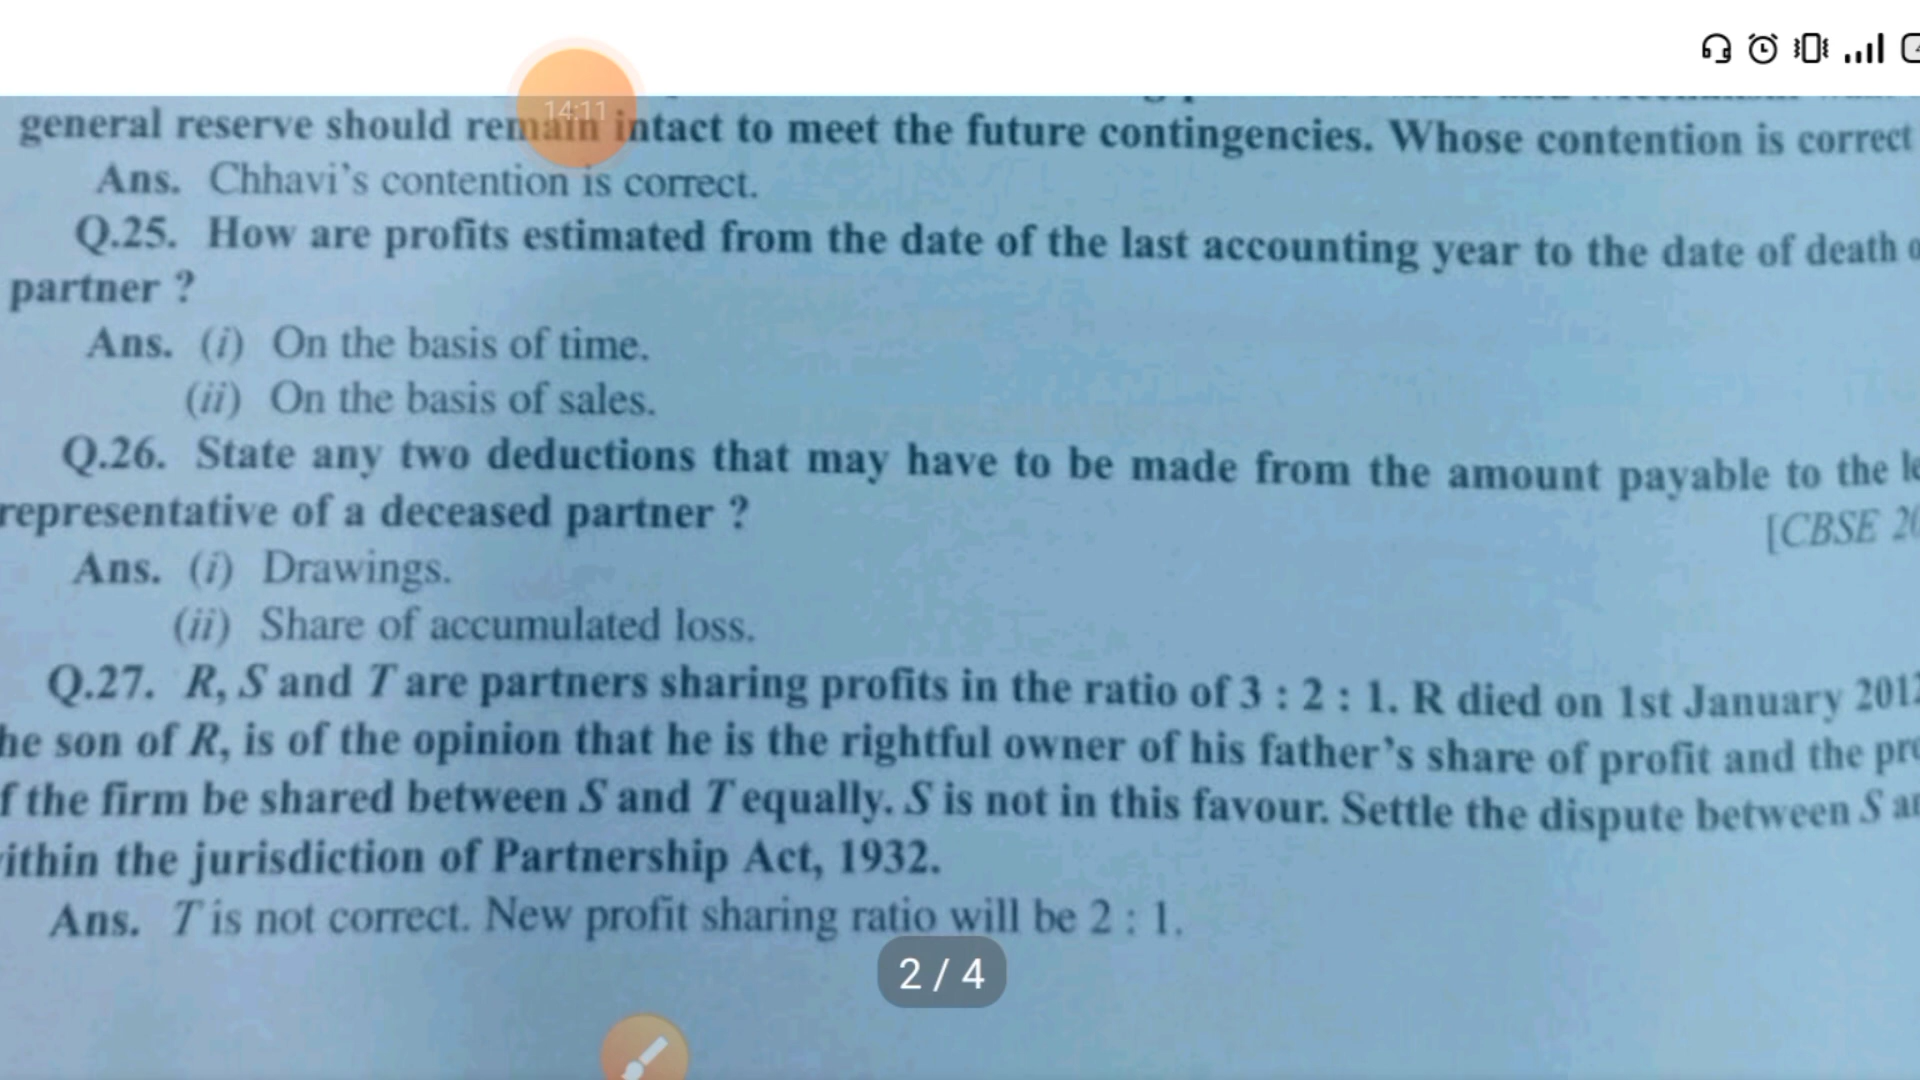 14:11
general reserve should remain intact to meet the future contingencies. Whose contention is correct
Ans. Chhavi's contention is correct.
Q.25. How are profits estimated from the date of the last accounting year to the date of death
partner ?
Ans. (i) On the basis of time.
(ii) On the basis of sales.
Q.26. State any two deductions that may have to be made from the amount payable to the
representative of a deceased partner ?
[CBSE
Ans. (i) Drawings.
(ii) Share of accumulated loss.
Q.27. R, S and T are partners sharing profits in the ratio of 3 : 2 : 1. R died on 1st January
he son of R, is of the opinion that he is the rightful owner of his father's share of profit and the
f the firm be shared between S and T equally. S is not in this favour. Settle the dispute between S
ithin the jurisdiction of Partnership Act, 1932.
Ans. T is not correct. New profit sharing ratio will be 2 : 1.
2 / 4